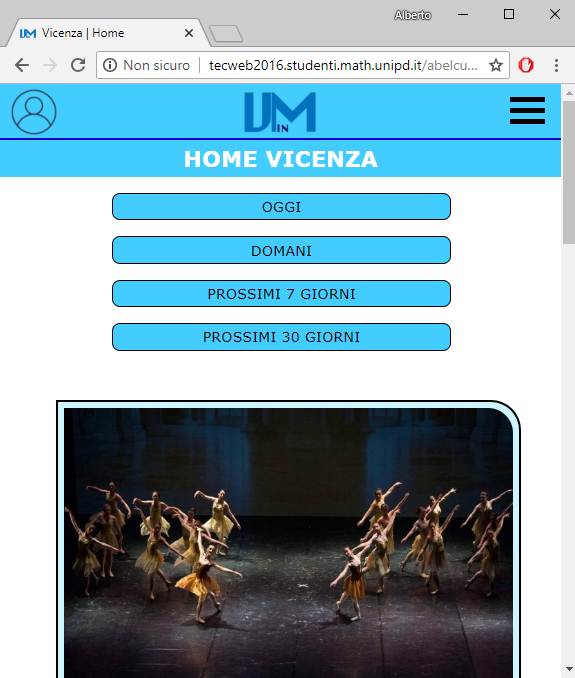 Alberto
Vicenza | Home
Non sicuro
tecweb2016.studenti.math.unipd.it/abelcu...
IN
HOME VICENZA
OGGI
DOMANI
PROSSIMI 7 GIORNI
PROSSIMI 30 GIORNI